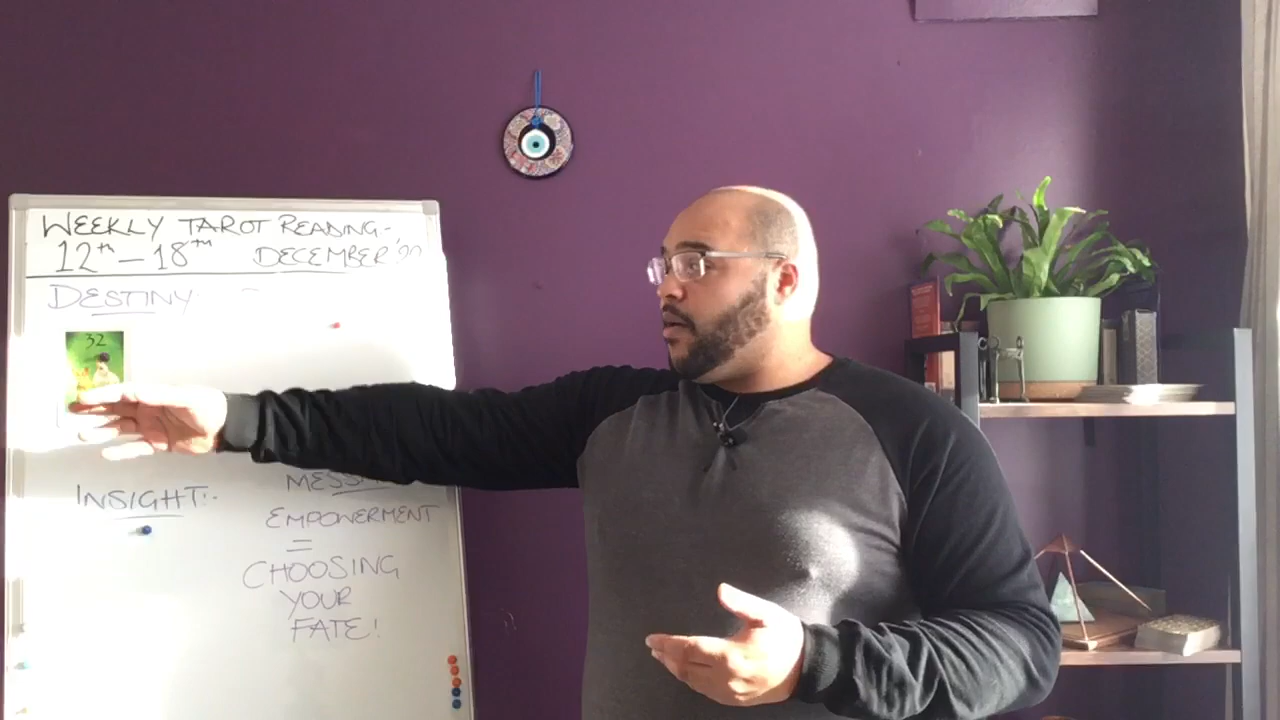 WEEKLY TAROT READING:-
12th - 18th DECEMBER '20
DESTINY
32
INSIGHT:-
EMPOWERMENT
=
CHOOSING
YOUR
FATE!